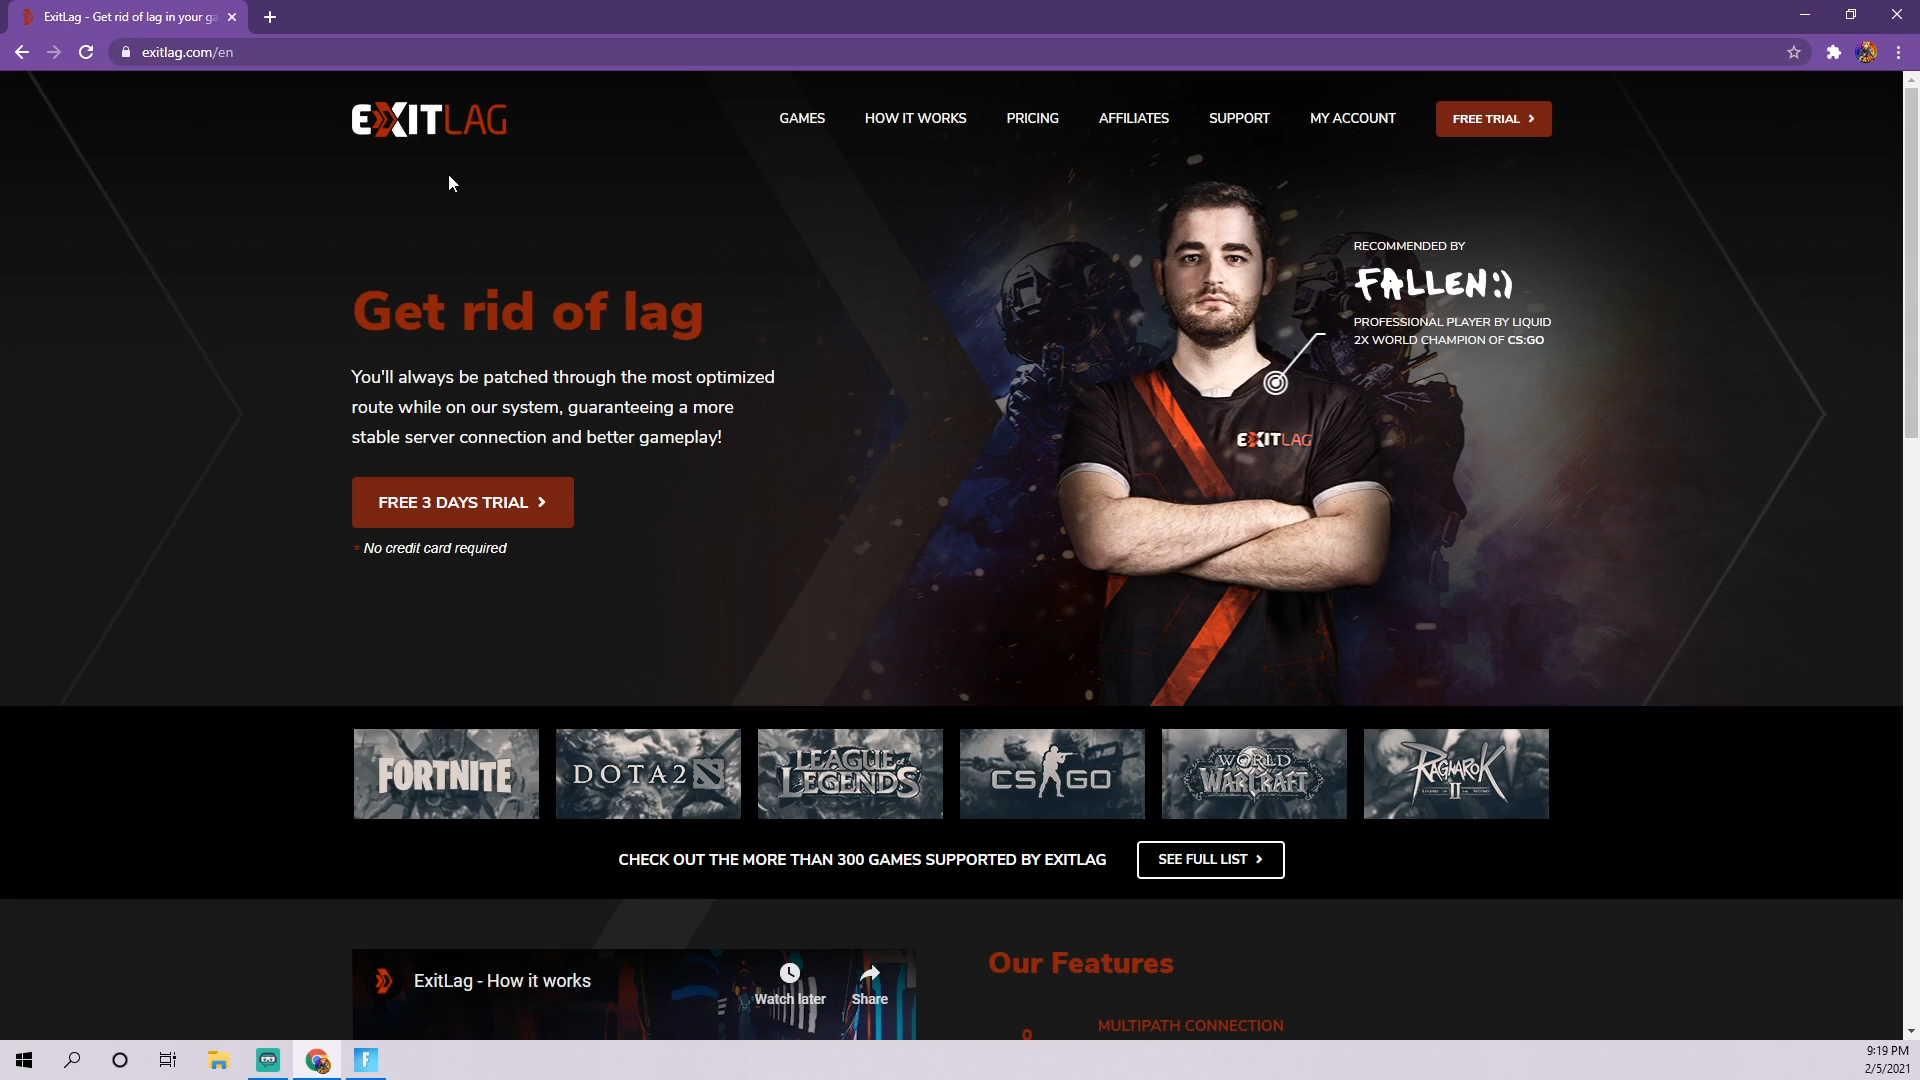 ExitLag - Get rid of lag in your ga
exitlag.com/en
EXITLAG
GAMES
HOW IT WORKS
PRICING
AFFILIATES
SUPPORT
MY ACCOUNT
FREE TRIAL
RECOMMENDED BY
FALLEN:)
PROFESSIONAL PLAYER BY LIQUID
2X WORLD CHAMPION OF CS:GO
Get rid of lag
You'll always be patched through the most optimized
route while on our system, guaranteeing a more
stable server connection and better gameplay!
EXITLAG
FREE 3 DAYS TRIAL
* No credit card required
FORTNITE
DOTA 2
LEAGUE of
LEGENDS
CS GO
WORLD
WARCRAFT
RAGNAROK
II
CHECK OUT THE MORE THAN 300 GAMES SUPPORTED BY EXITLAG
SEE FULL LIST
ExitLag - How it works
Watch later
Share
Our Features
MULTIPATH CONNECTION
9:19 PM
2/5/2021